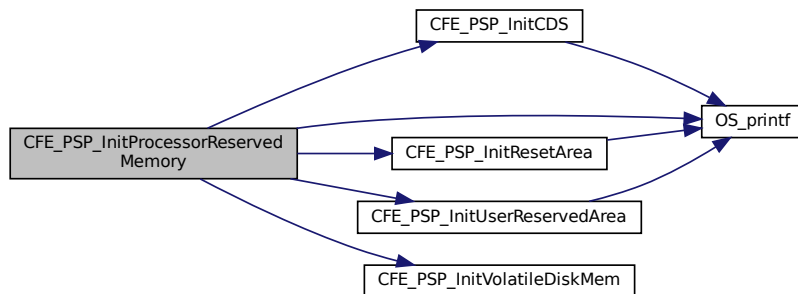 CFE_PSP_InitCDS
OS_printf
CFE_PSP_InitProcessorReserved
Memory
CFE_PSP_InitResetArea
CFE_PSP_InitUserReservedArea
CFE_PSP_InitVolatileDiskMem